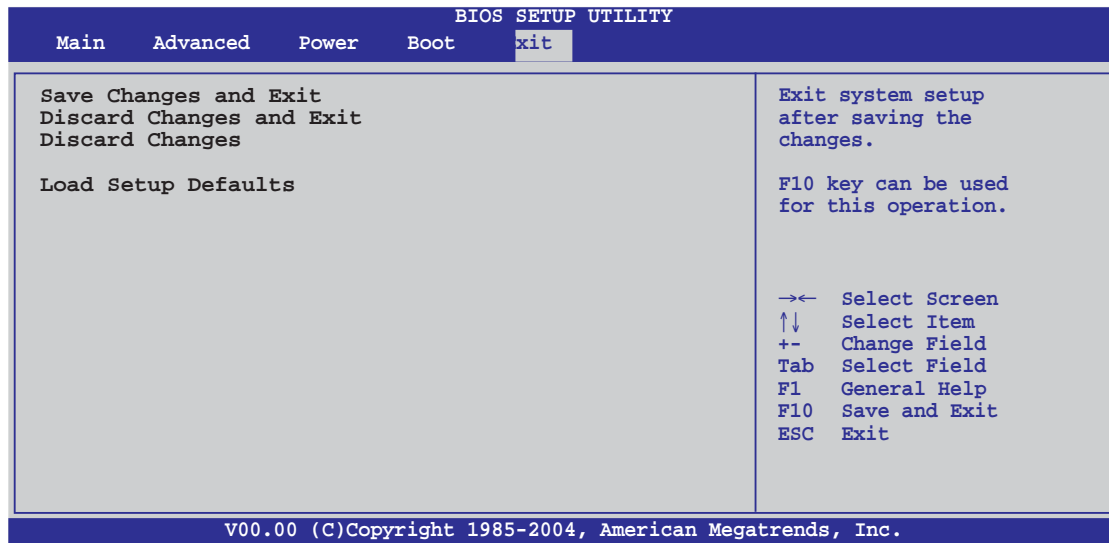 BIOS SETUP UTILITY
Main Advanced Power Boot xit
Save Changes and Exit
Discard Changes and Exit
Discard Changes
Load Setup Defaults
Exit system setup
after saving the
changes.
F10 key can be used
for this operation.
→← Select Screen
↑↓ Select Item
+- Change Field
Tab Select Field
F1 General Help
F10 Save and Exit
ESC Exit
V00.00 (C)Copyright 1985-2004, American Megatrends, Inc.